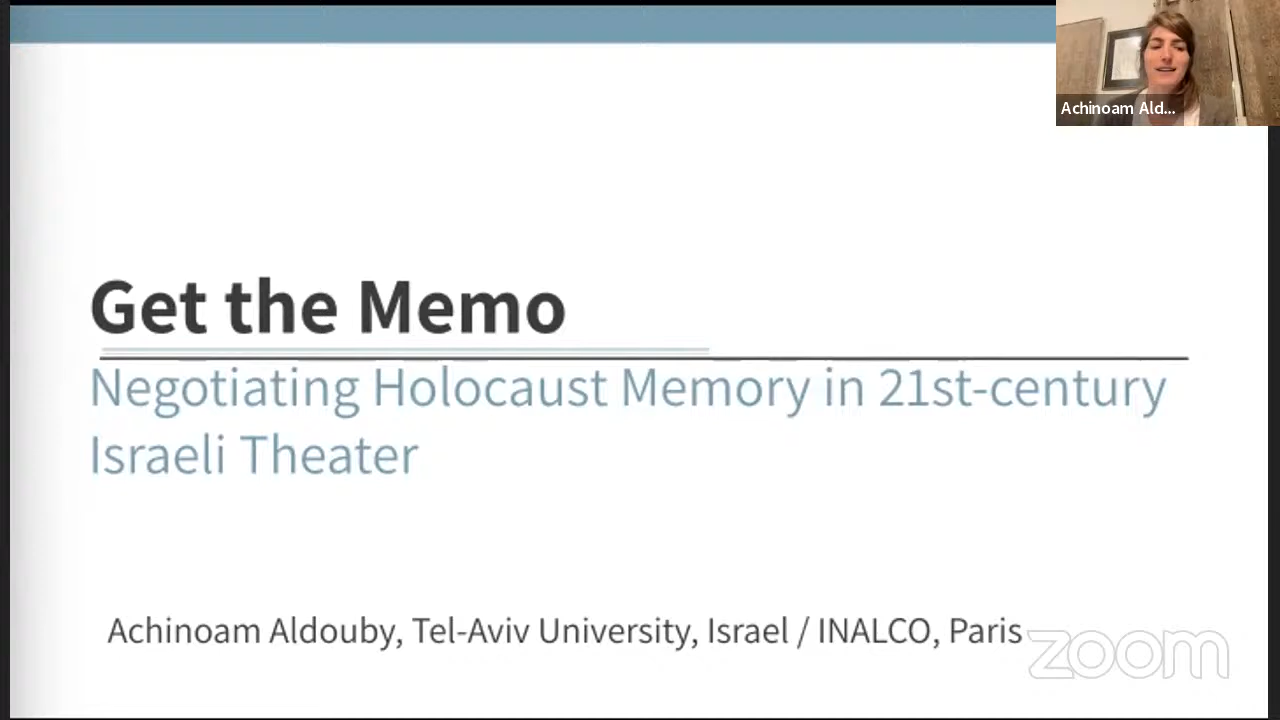 Achinoam Ald...
Get the Memo
Negotiating Holocaust Memory in 21st-century
Israeli Theater
Achinoam Aldouby, Tel-Aviv University, Israel / INALCO, Paris
zoom